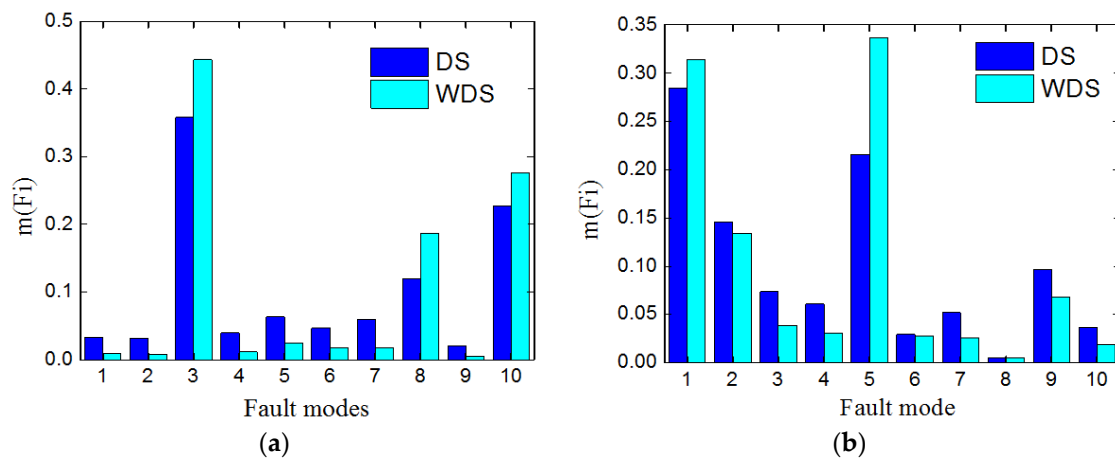 0.5
0.4
0.3
0.2
0.1
0.0
m(Fi)
DS
WDS
1 2 3 4 5 6 7 8 9 10
Fault modes
(a)
0.35
0.30
0.25
0.20
0.15
0.10
0.05
0.00
m(Fi)
DS
WDS
1 2 3 4 5 6 7 8 9 10
Fault mode
(b)